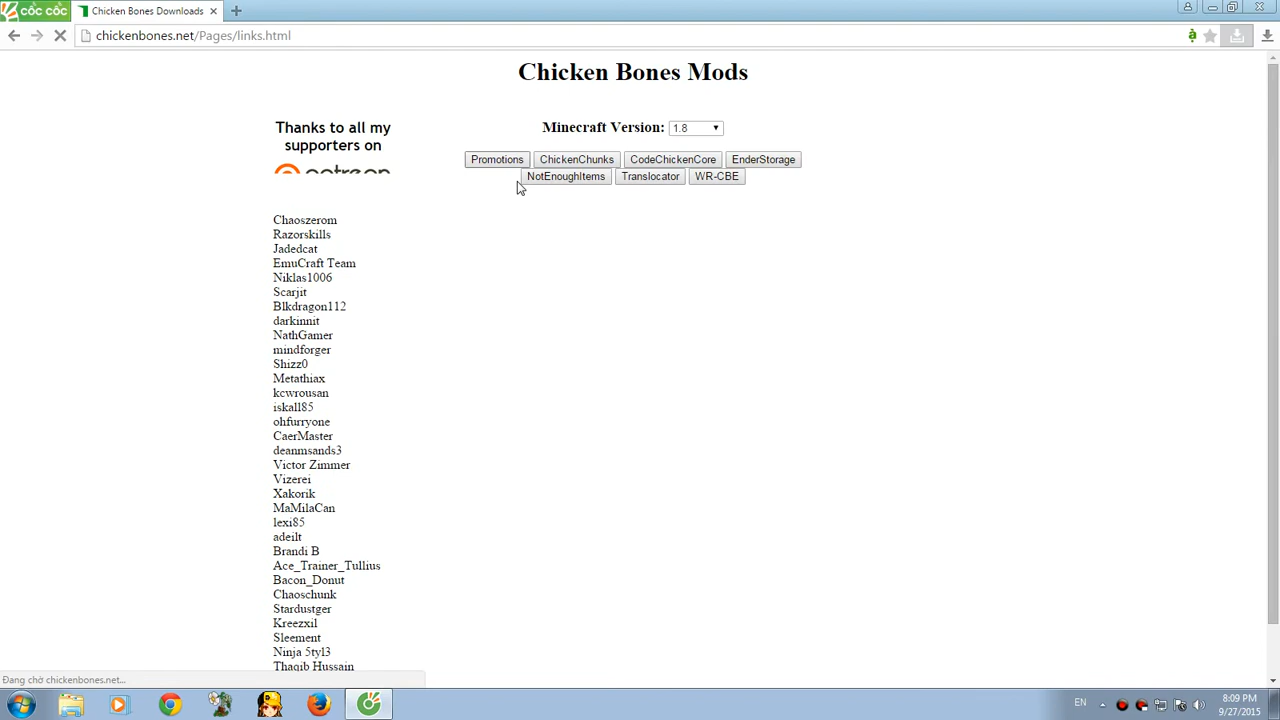 cốc cốc
Chicken Bones Downloads
chickenbones.net/Pages/links.html
Chicken Bones Mods
Thanks to all my
supporters on
patreon
Minecraft Version: 1.8
Promotions ChickenChunks CodeChickenCore EnderStorage
NotEnoughItems Translocator WR-CBE
Chaoszerom
Razorskills
Jadedcat
EmuCraft Team
Niklas1006
Scarjit
Blkdragon112
darkinnit
NathGamer
mindforger
Shizz0
Metathiax
kcwrousan
iskall85
ohfurryone
CaerMaster
deanmsands3
Victor Zimmer
Vizerei
Xakorik
MaMilaCan
lexi85
adeilt
Brandi B
Ace_Trainer_Tullius
Bacon_Donut
Chaoschunk
Stardustger
Kreezxil
Sleement
Ninja 5tyl3
Thaqib Hussain
Đang chờ chickenbones.net...
EN
8:09 PM
9/27/2015